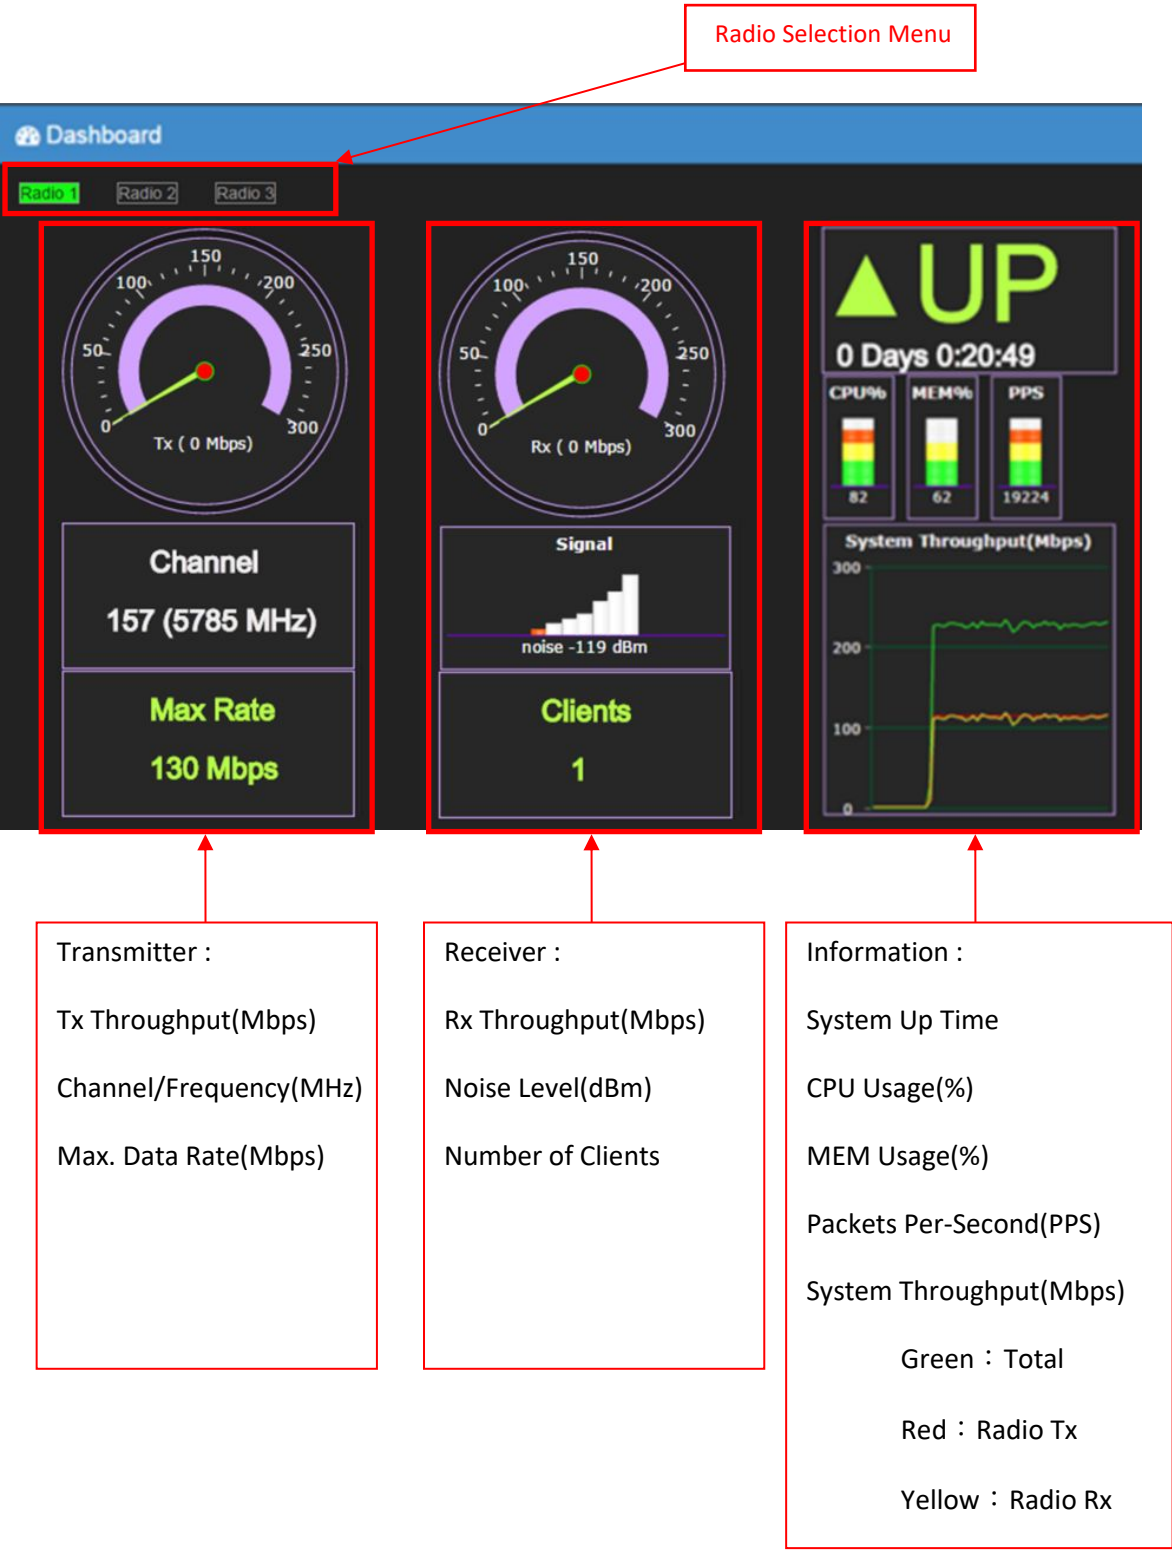 Radio Selection Menu
Dashboard
Radio 1 Radio 2 Radio 3
0 50 100 150 200 250 300
Tx ( 0 Mbps)
Channel
157 (5785 MHz)
Max Rate
130 Mbps
0 50 100 150 200 250 300
Rx ( 0 Mbps)
Signal
noise -119 dBm
Clients
1
UP
0 Days 0:20:49
CPU% MEM% PPS
82 62 19224
System Throughput(Mbps)
300
200
100
0
Transmitter :
Tx Throughput(Mbps)
Channel/Frequency(MHz)
Max. Data Rate(Mbps)
Receiver :
Rx Throughput(Mbps)
Noise Level(dBm)
Number of Clients
Information :
System Up Time
CPU Usage(%)
MEM Usage(%)
Packets Per-Second(PPS)
System Throughput(Mbps)
Green：Total
Red：Radio Tx
Yellow：Radio Rx